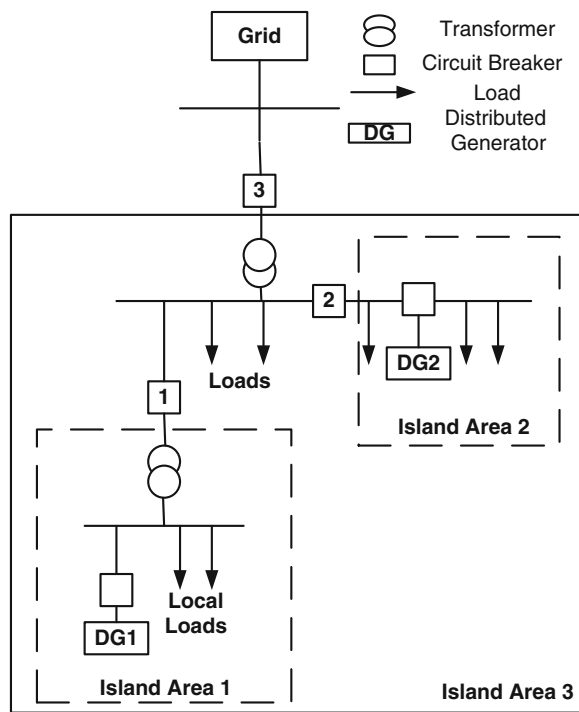 Grid
Transformer
Circuit Breaker
Load
DG
Distributed
Generator
3
2
Loads
DG2
1
Island Area 2
Local
Loads
DG1
Island Area 1
Island Area 3